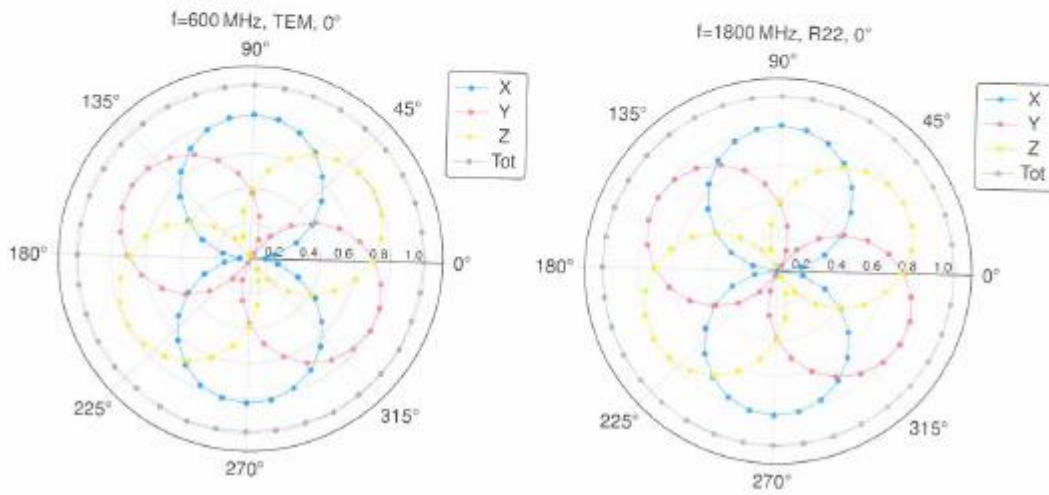 f=600 MHz, TEM, 0°
90°
135°
45°
X
Y
Z
Tot
180°
0.2 0.4 0.6 0.8 1.0
0°
225°
315°
270°
f=1800 MHz, R22, 0°
90°
135°
45°
X
Y
Z
Tot
180°
0.2 0.4 0.6 0.8 1.0
0°
225°
315°
270°